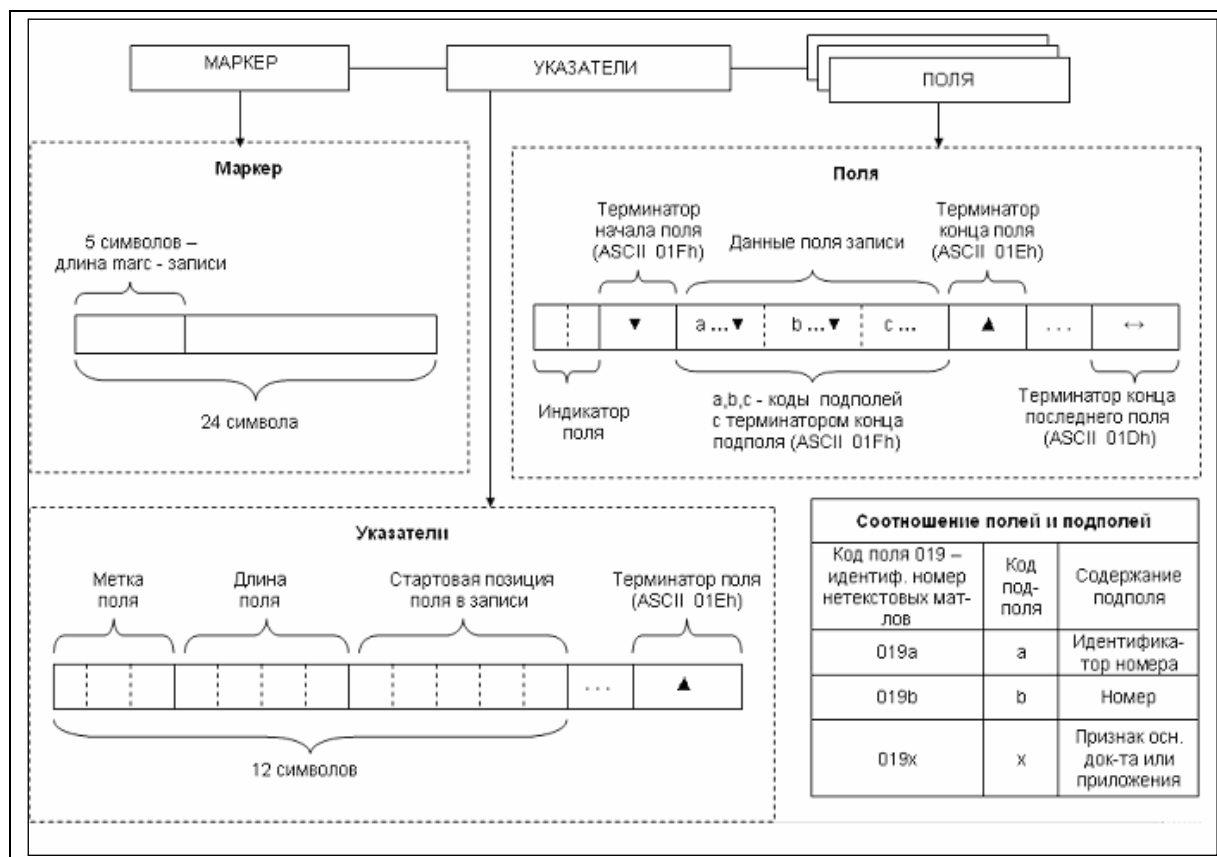 МАРКЕР
УКАЗАТЕЛИ
ПОЛЯ
Маркер
5 символов –
длина marc - записи
24 символа
Поля
Терминатор
начала поля
(ASCII 01Fh)
Данные поля записи
Терминатор
конца поля
(ASCII 01Eh)
▼
a ...▼
b ...▼
c ...
▲
. . .
↔
Индикатор
поля
a,b,c - коды подполей
с терминатором конца
подполя (ASCII 01Fh)
Терминатор конца
последнего поля
(ASCII 01Dh)
Указатели
Метка
поля
Длина
поля
Стартовая позиция
поля в записи
Терминатор поля
(ASCII 01Eh)
. . .
▲
12 символов
Соотношение полей и подполей
Код поля 019 –
идентиф. номер
нетекстовых мат-
лов
Код
под-
поля
Содержание
подполя
019a
a
Идентифика-
тор номера
019b
b
Номер
019x
x
Признак осн.
док-та или
приложения